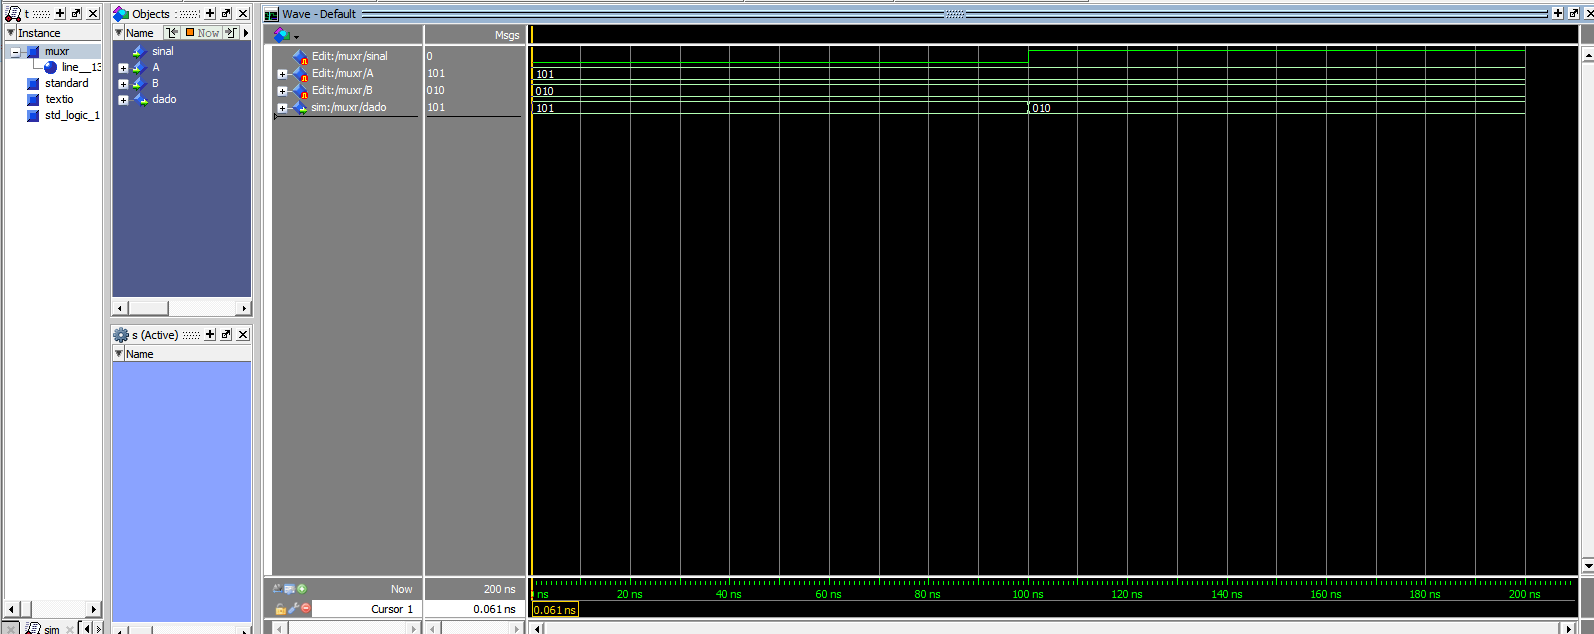 t
Instance
muxr
line__13
standard
textio
std_logic_1
sim
Objects
Name
Now
sinal
A
B
dado
s (Active)
Name
Wave - Default
Msgs
Edit:/muxr/sinal 0
Edit:/muxr/A 101 101
Edit:/muxr/B 010 010
sim:/muxr/dado 101 101 010
Now 200 ns
ns 20 ns 40 ns 60 ns 80 ns 100 ns 120 ns 140 ns 160 ns 180 ns 200 ns
Cursor 1 0.061 ns 0.061 ns